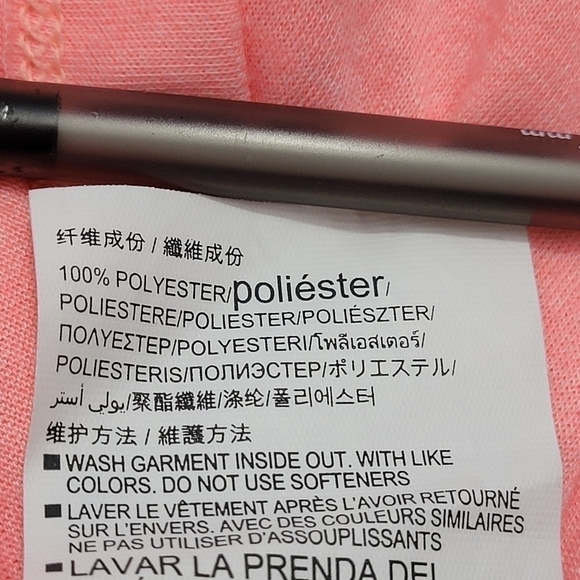 纤维成份 / 纖維成份
100% POLYESTER/poliéster/
POLIESTERE/POLIESTER/POLIÉSZTER/
ΠΟΛΥΕΣΤΕΡ/POLYESTERI/โพลีเอสเตอร์/
POLIESTERIS/ПОЛИЭСТЕР/ポリエステル/
يولي أستر/聚酯纖維/涤纶/폴리에스터
维护方法 / 維護方法
■ WASH GARMENT INSIDE OUT. WITH LIKE
COLORS. DO NOT USE SOFTENERS
■ LAVER LE VÊTEMENT APRÈS L'AVOIR RETOURNÉ
SUR L'ENVERS. AVEC DES COULEURS SIMILAIRES
NE PAS UTILISER D'ASSOUPLISSANTS
■ LAVAR LA PRENDA DEL